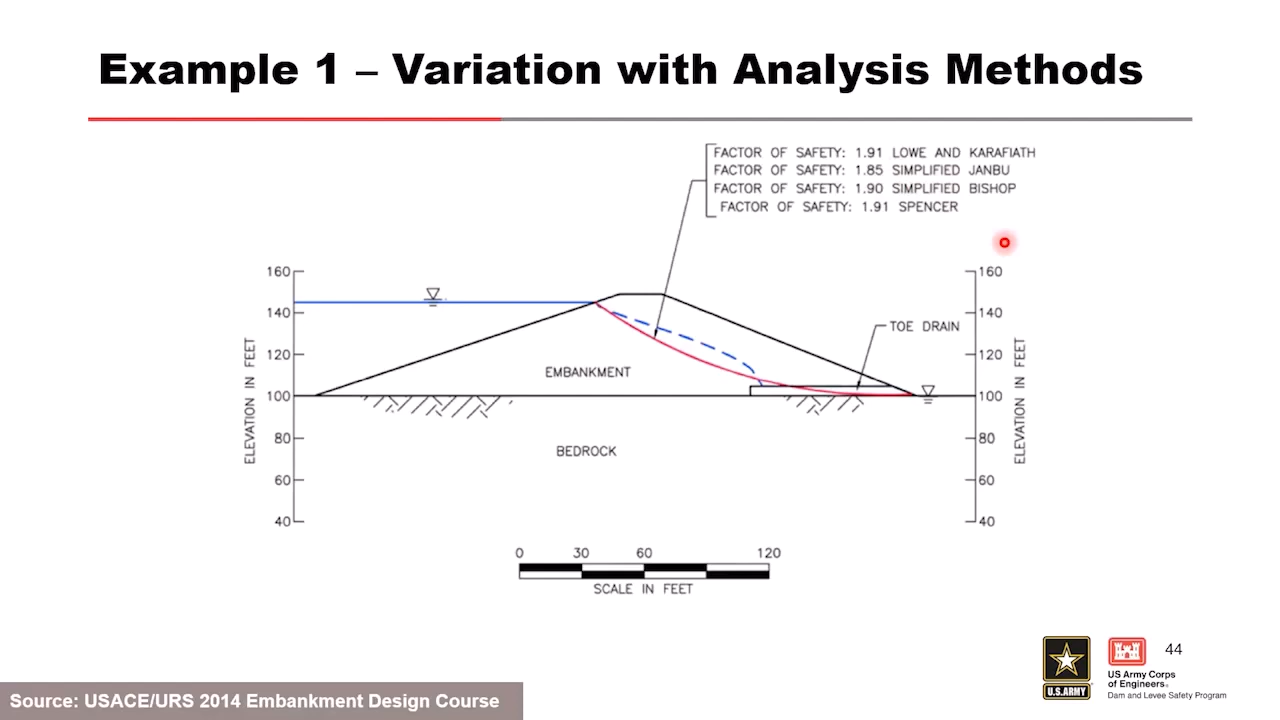 Example 1 – Variation with Analysis Methods
FACTOR OF SAFETY: 1.91 LOWE AND KARAFIATH
FACTOR OF SAFETY: 1.85 SIMPLIFIED JANBU
FACTOR OF SAFETY: 1.90 SIMPLIFIED BISHOP
FACTOR OF SAFETY: 1.91 SPENCER
160
140
120
100
80
60
40
ELEVATION IN FEET
EMBANKMENT
BEDROCK
TOE DRAIN
160
140
120
100
80
60
40
ELEVATION IN FEET
0 30 60 120
SCALE IN FEET
U.S.ARMY
US Army Corps
of Engineers®
Dam and Levee Safety Program
44
Source: USACE/URS 2014 Embankment Design Course